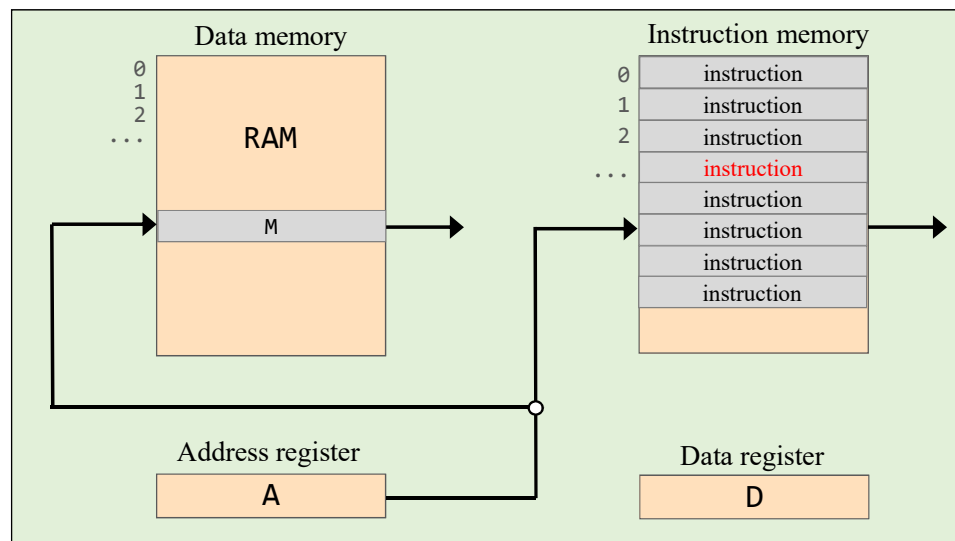 Data memory
0
1
2
...
RAM
M
Instruction memory
0
1
2
...
instruction
instruction
instruction
instruction
instruction
instruction
instruction
instruction
Address register
A
Data register
D